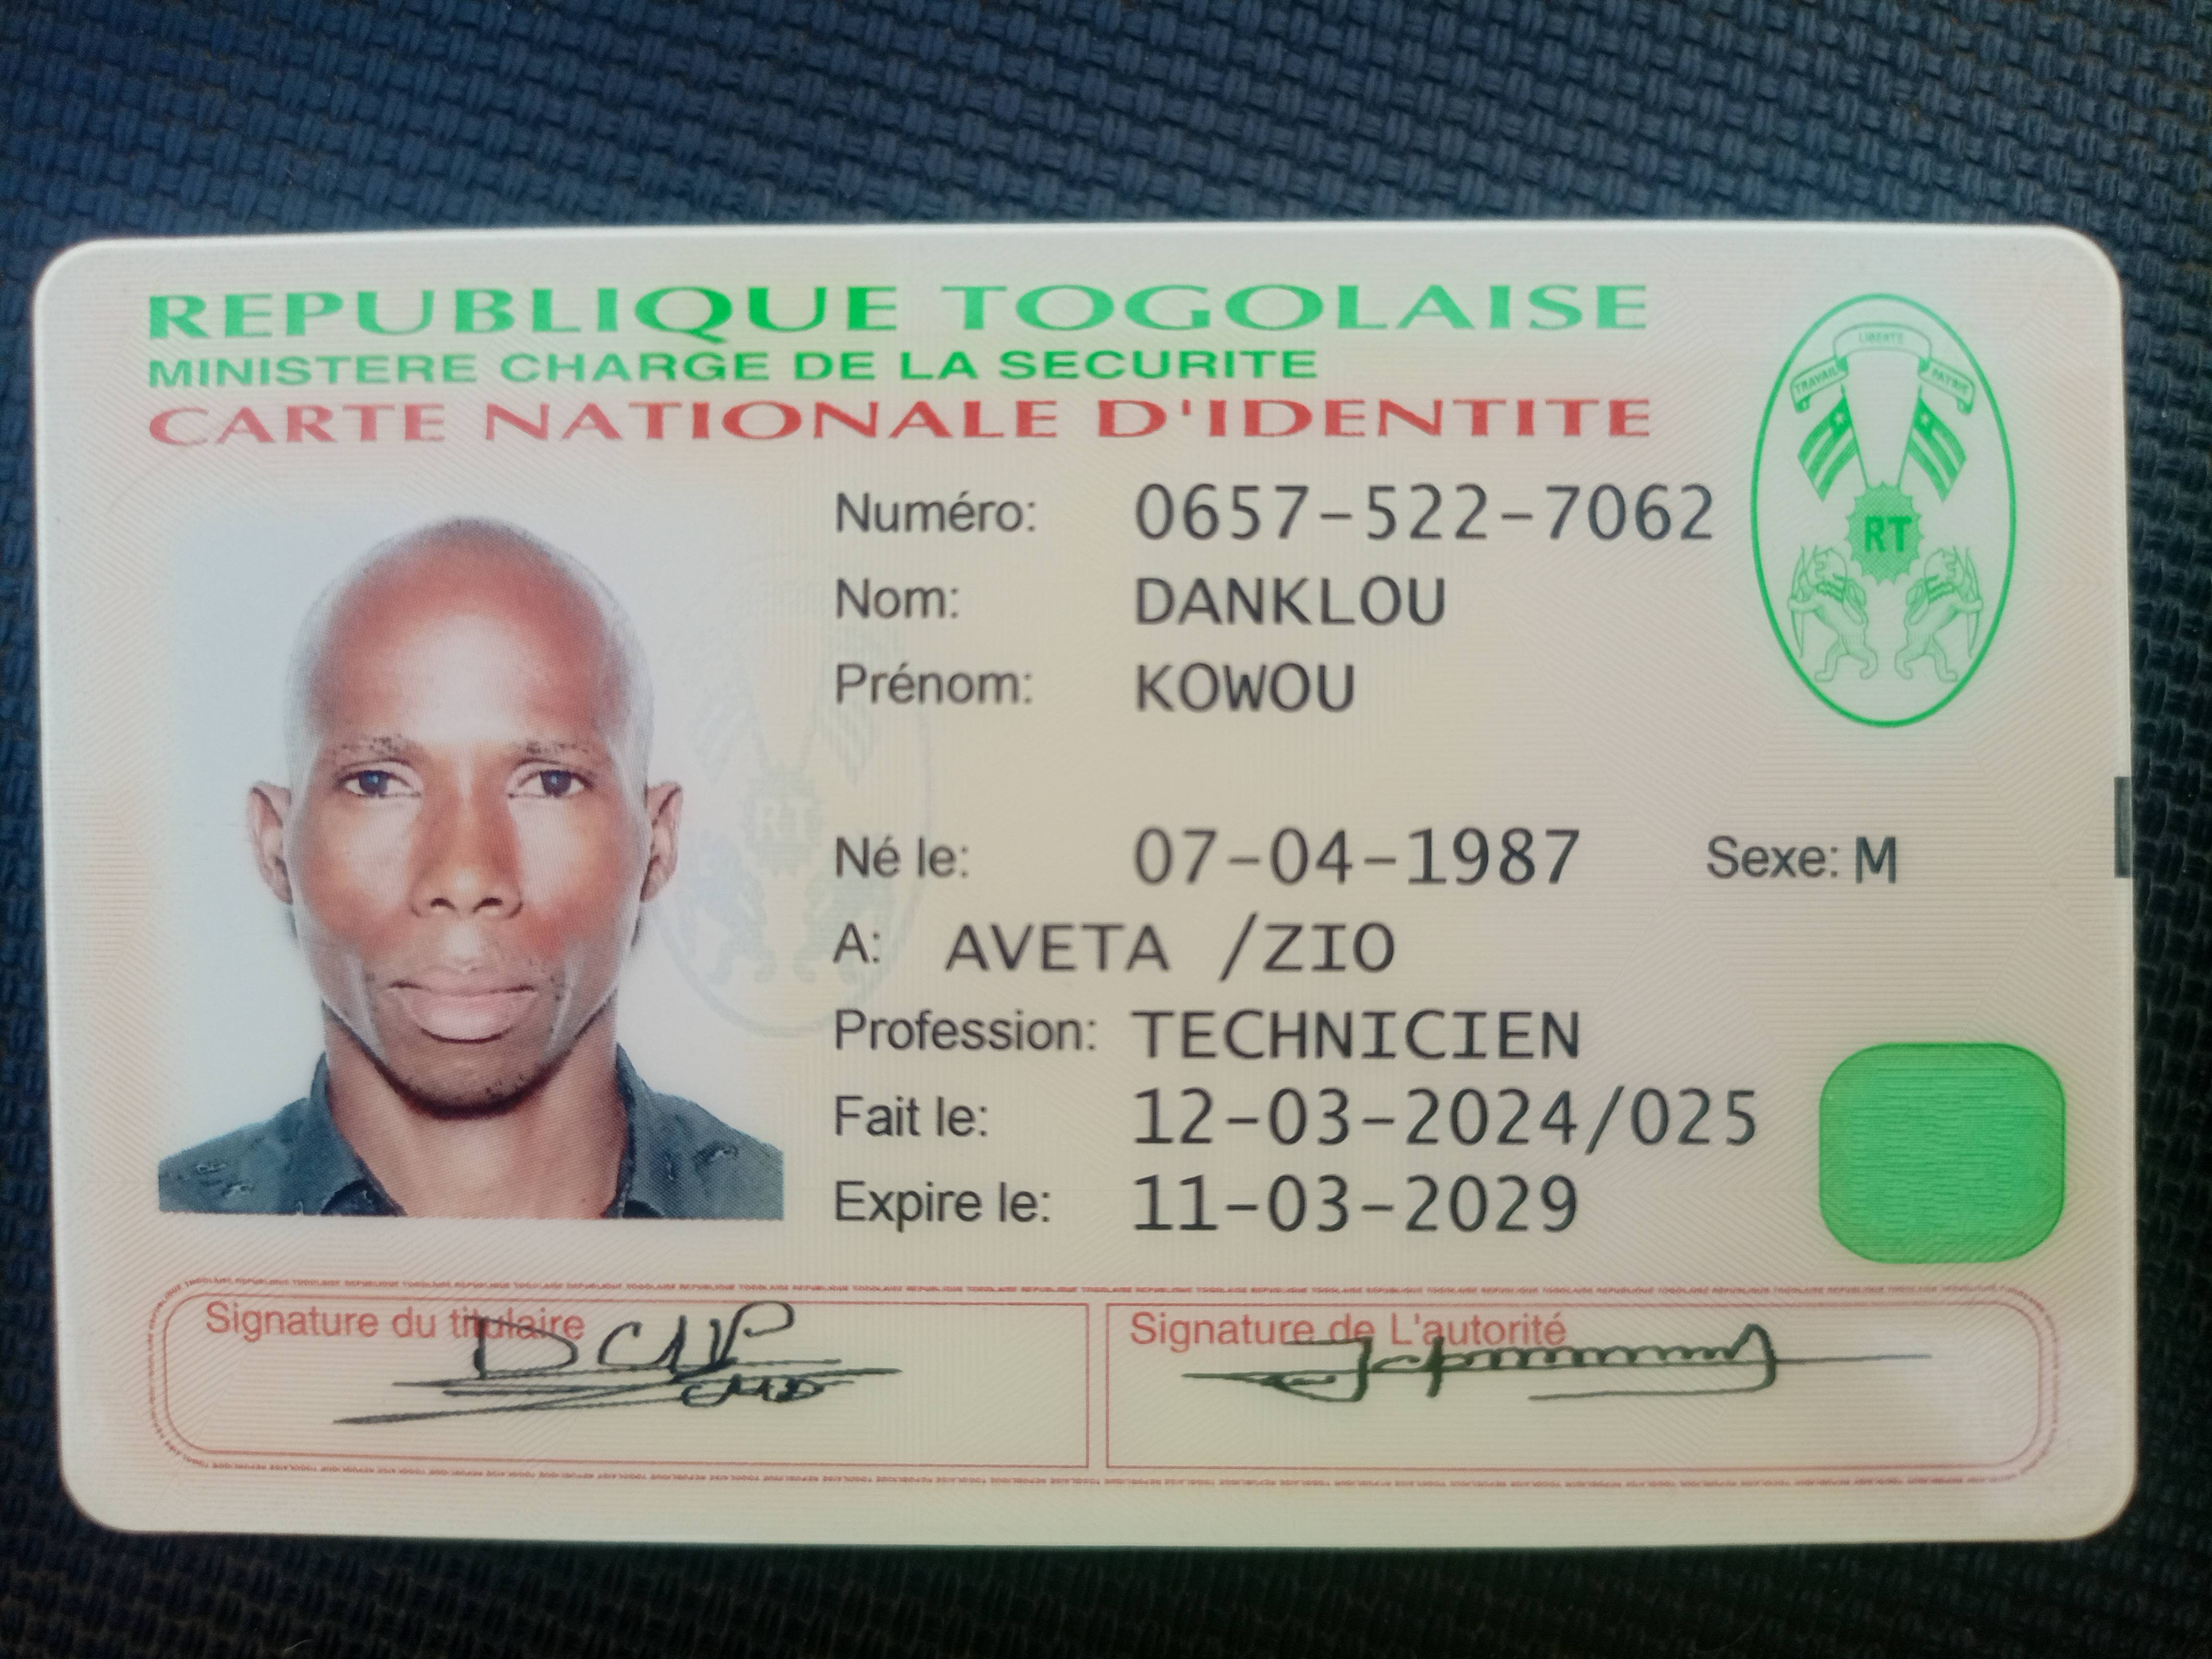 REPUBLIQUE TOGOLAISE
MINISTERE CHARGE DE LA SECURITE
CARTE NATIONALE D'IDENTITE
LIBERTE
TRAVAIL PATRIE
RT
Numéro: 0657-522-7062
Nom: DANKLOU
Prénom: KOWOU
Né le: 07-04-1987 Sexe: M
A: AVETA /ZIO
Profession: TECHNICIEN
Fait le: 12-03-2024/025
Expire le: 11-03-2029
Signature du titulaire Signature de L'autorité